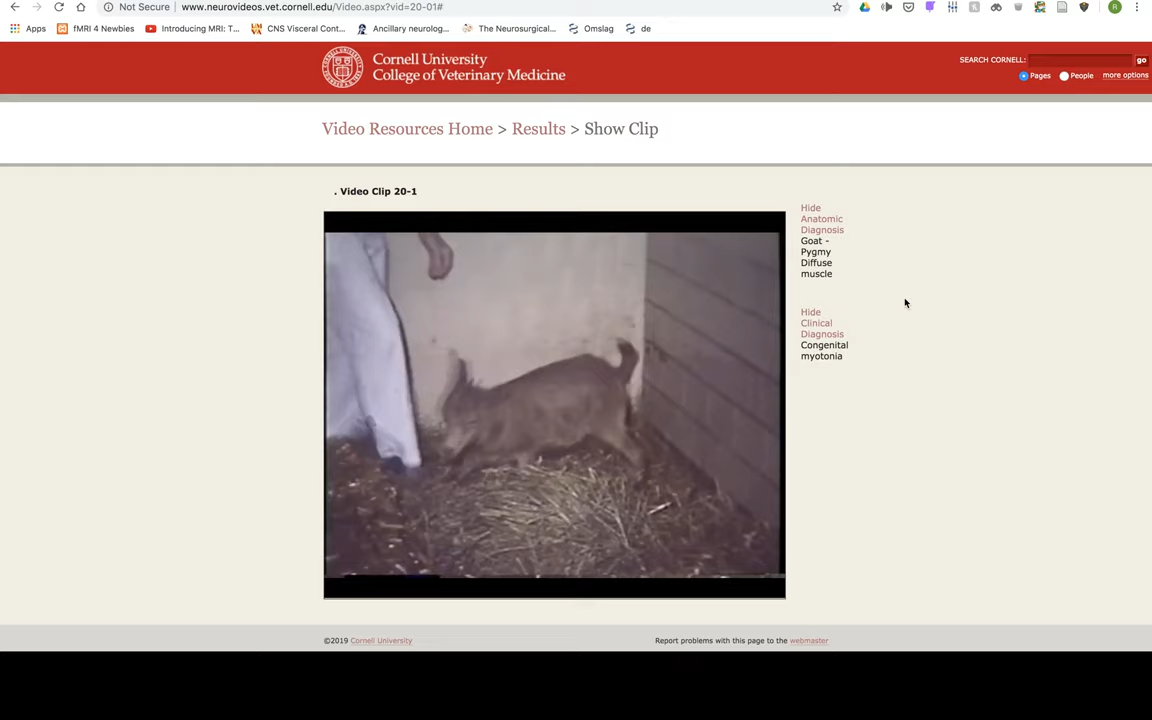 Not Secure | www.neurovideos.vet.cornell.edu/Video.aspx?vid=20-01#
Apps
fMRI 4 Newbies
Introducing MRI: T...
CNS Visceral Cont...
Ancillary neurolog...
The Neurosurgical...
Omslag
de
Cornell University
College of Veterinary Medicine
SEARCH CORNELL:
go
Pages
People
more options
Video Resources Home > Results > Show Clip
. Video Clip 20-1
Hide
Anatomic
Diagnosis
Goat -
Pygmy
Diffuse
muscle
Hide
Clinical
Diagnosis
Congenital
myotonia
©2019 Cornell University
Report problems with this page to the webmaster